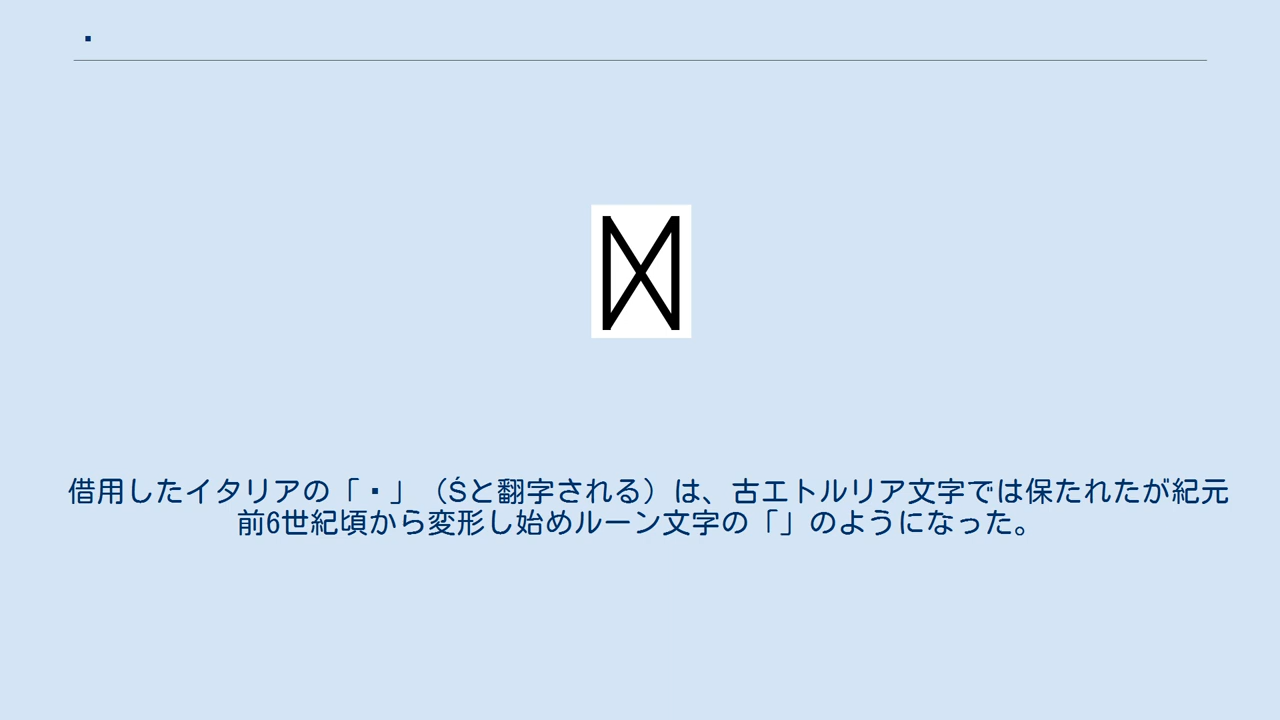 ▪
借用したイタリアの「▪」（Śと翻字される）は、古エトルリア文字では保たれたが紀元
前6世紀頃から変形し始めルーン文字の「」のようになった。